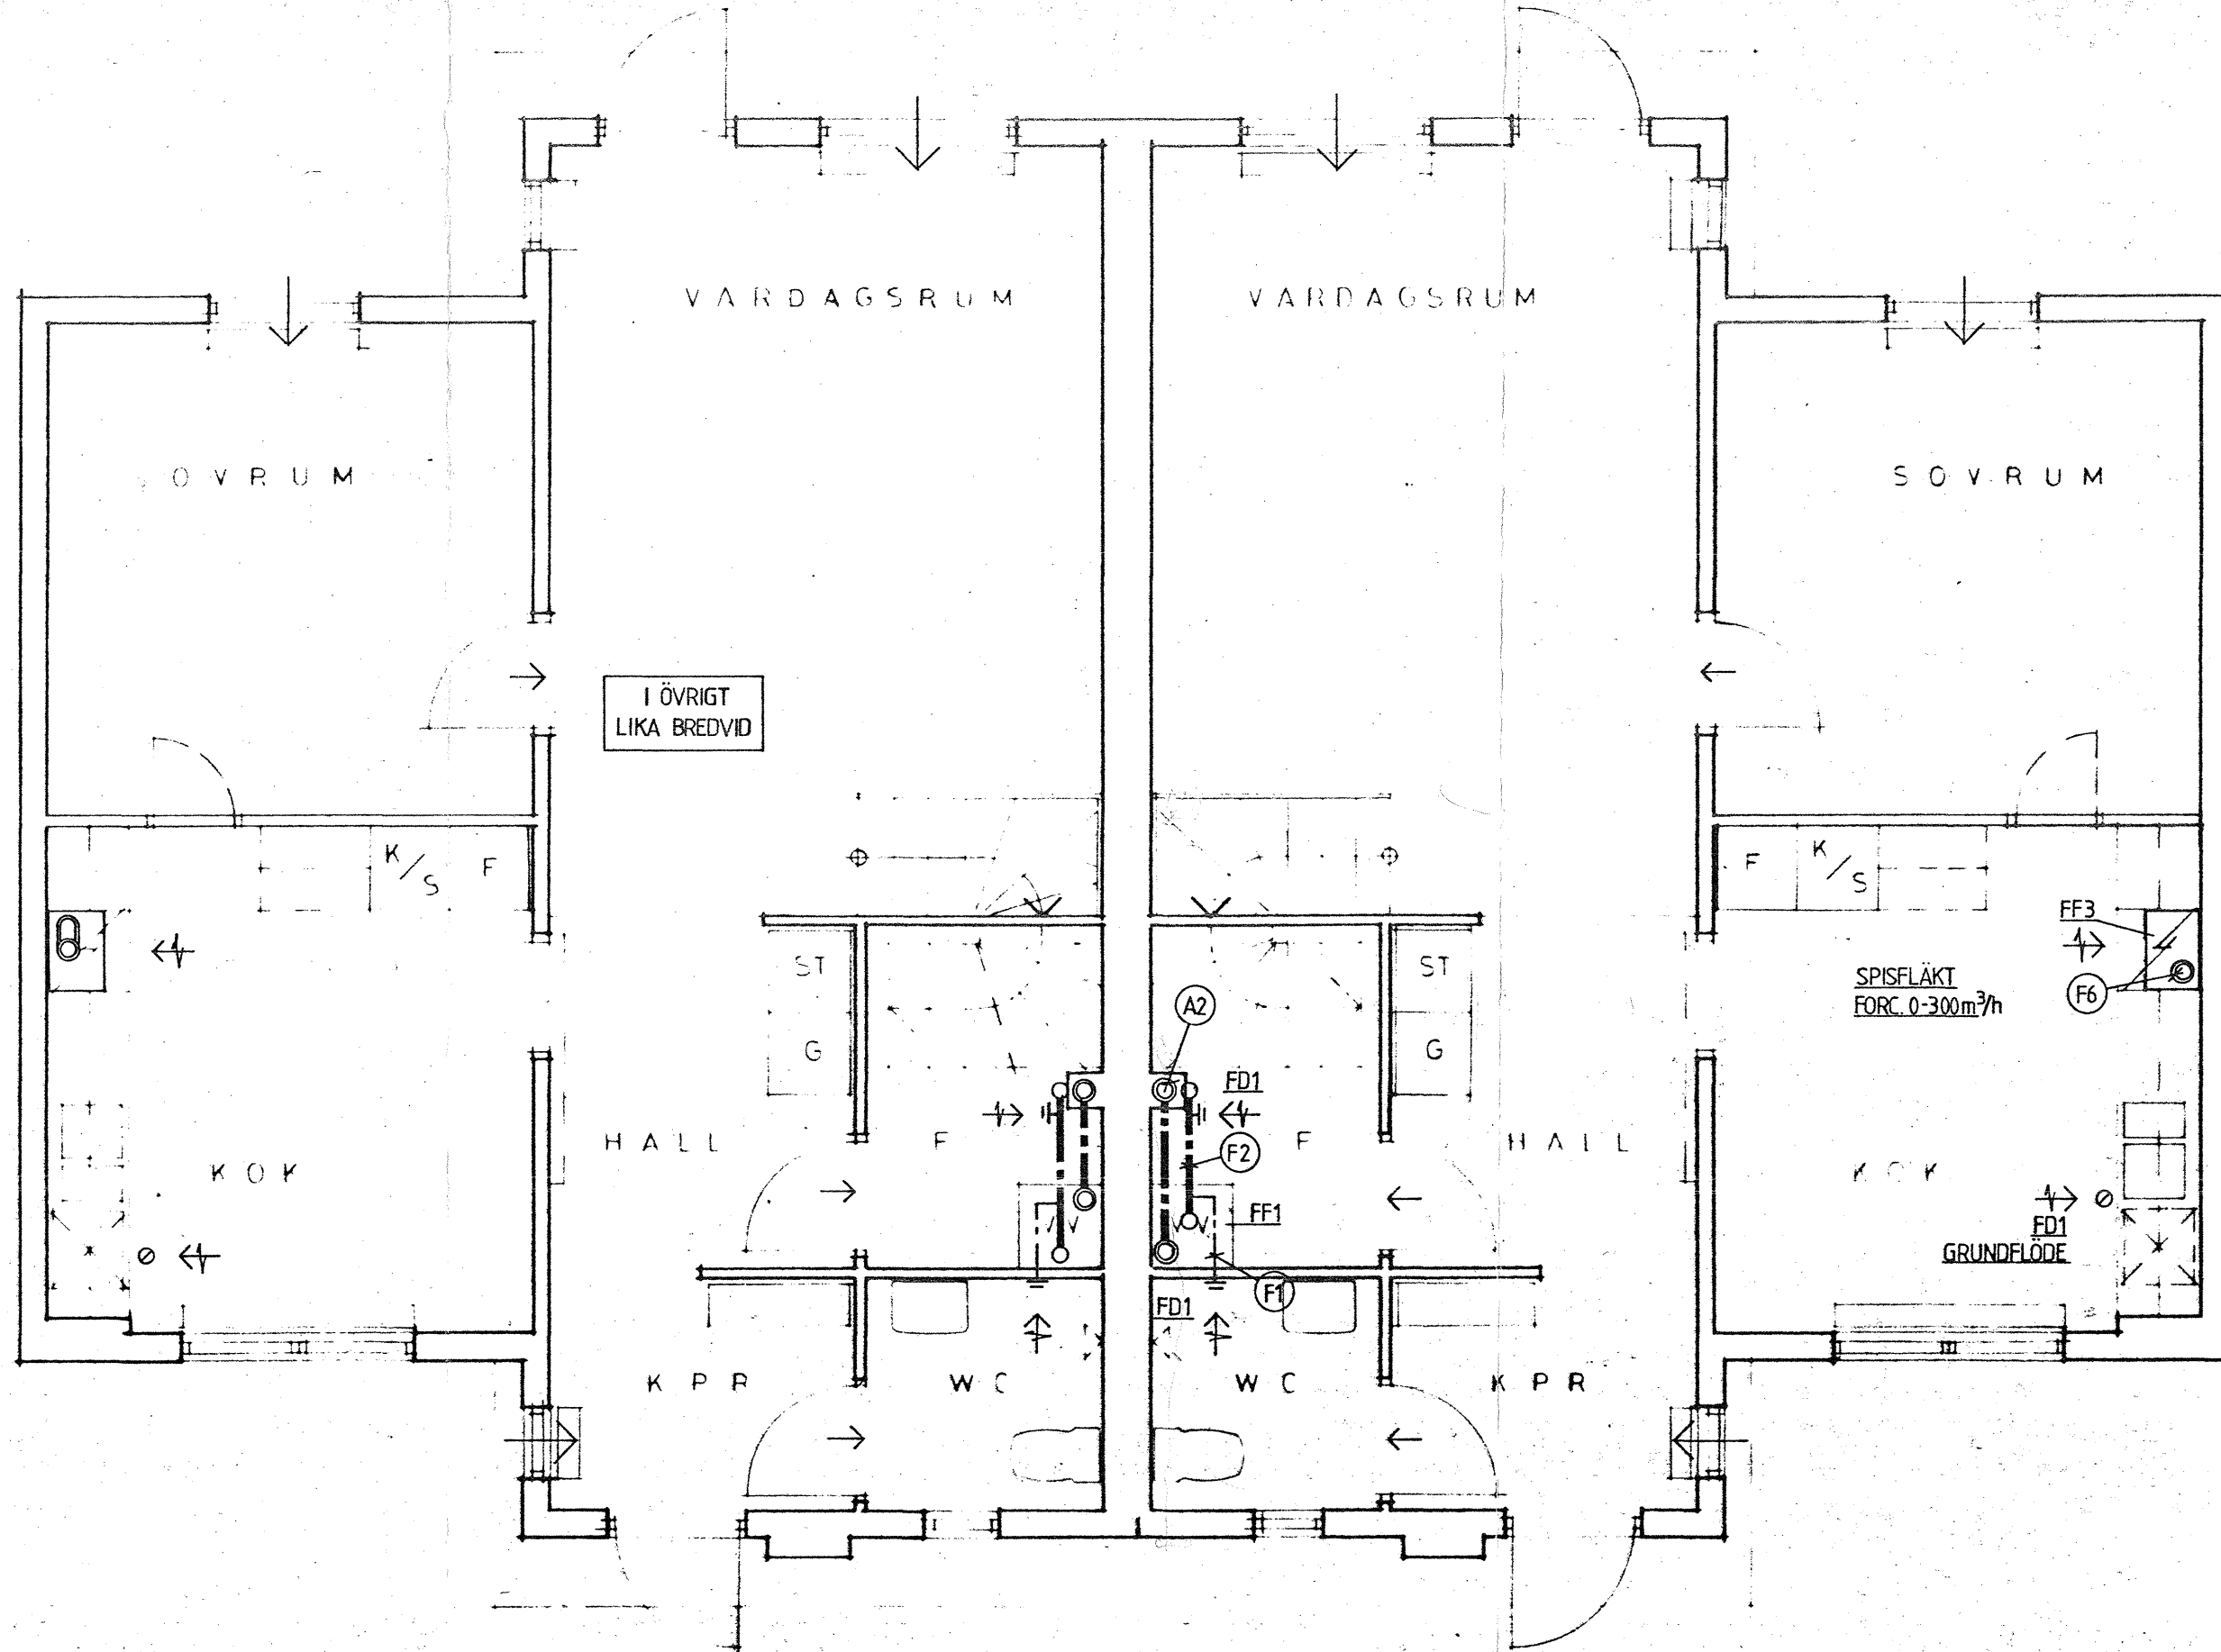 VARDAGSRUM VARDAGSRUM
OVRUM SOVRUM
I ÖVRIGT
LIKA BREDVID
K/S F F K/S
FF3
ST ST
SPISFLÄKT
FORC. 0-300m³/h
F6
A2
G G
FD1
HALL F F2 F HALL
KÖK KÖK
FF1
FD1
GRUNDFLÖDE
F1
FD1
KPR WC WC KPR